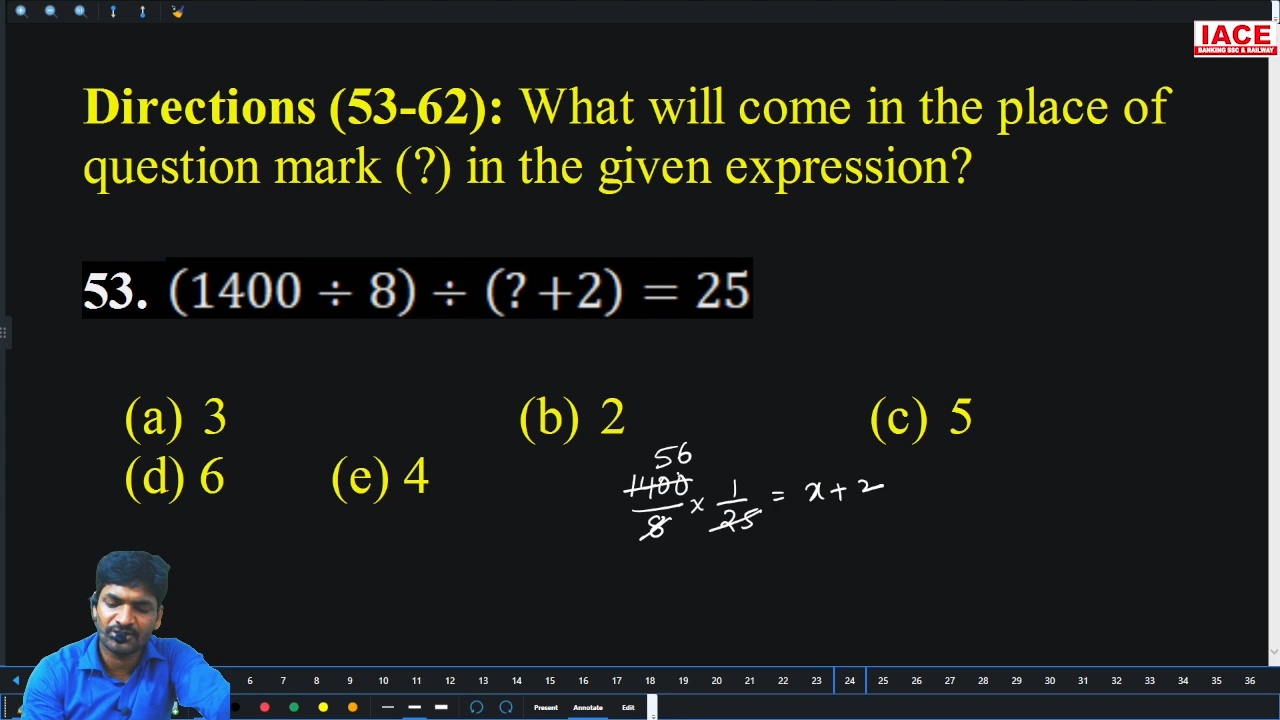 IACE
BANKING SSC & RAILWAY
Directions (53-62): What will come in the place of
question mark (?) in the given expression?
53. (1400 ÷ 8) ÷ (? +2) = 25
(a) 3 (b) 2 (c) 5
(d) 6 (e) 4
56
1400/8 × 1/25 = x + 2
6 7 8 9 10 11 12 13 14 15 16 17 18 19 20 21 22 23 24 25 26 27 28 29 30 31 32 33 34 35 36
Present Annotate Edit